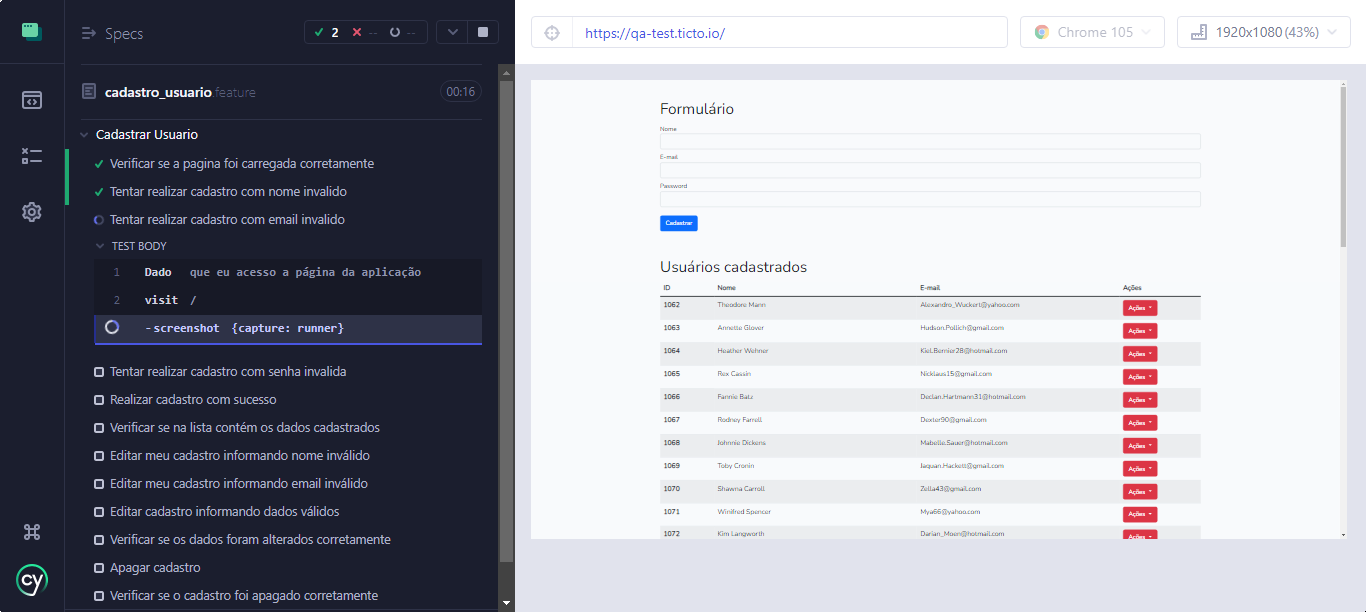 Specs
2 -- --
cadastro_usuario.feature 00:16
Cadastrar Usuario
Verificar se a pagina foi carregada corretamente
Tentar realizar cadastro com nome invalido
Tentar realizar cadastro com email invalido
TEST BODY
1 Dado que eu acesso a página da aplicação
2 visit /
-screenshot {capture: runner}
Tentar realizar cadastro com senha invalida
Realizar cadastro com sucesso
Verificar se na lista contém os dados cadastrados
Editar meu cadastro informando nome inválido
Editar meu cadastro informando email inválido
Editar cadastro informando dados válidos
Verificar se os dados foram alterados corretamente
Apagar cadastro
Verificar se o cadastro foi apagado corretamente
cy
https://qa-test.ticto.io/
Chrome 105
1920x1080 (43%)
Formulário
Nome
E-mail
Password
Cadastrar
Usuários cadastrados
ID Nome E-mail Ações
1062 Theodore Mann Alexandro_Wuckert@yahoo.com Ações
1063 Annette Glover Hudson.Pollich@gmail.com Ações
1064 Heather Wehner Kiel.Bernier28@hotmail.com Ações
1065 Rex Cassin Nicklaus15@gmail.com Ações
1066 Fannie Batz Declan.Hartmann31@hotmail.com Ações
1067 Rodney Farrell Dexter90@gmail.com Ações
1068 Johnnie Dickens Mabelle.Sauer@hotmail.com Ações
1069 Toby Cronin Jaquan.Hackett@gmail.com Ações
1070 Shawna Carroll Zella43@gmail.com Ações
1071 Winifred Spencer Mya66@yahoo.com Ações
1072 Kim Langworth Darian_Moen@hotmail.com Ações